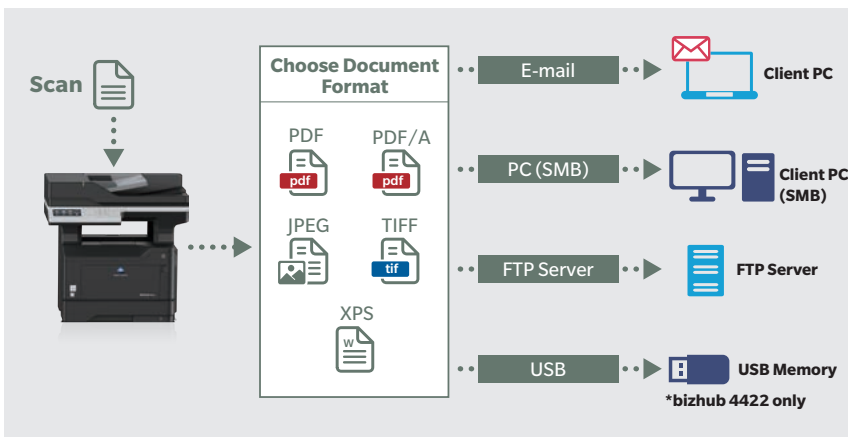 Scan
Choose Document
Format
PDF
PDF/A
pdf
pdf
JPEG
TIFF
tif
XPS
W
E-mail
Client PC
PC (SMB)
Client PC
(SMB)
FTP Server
FTP Server
USB
USB Memory
*bizhub 4422 only